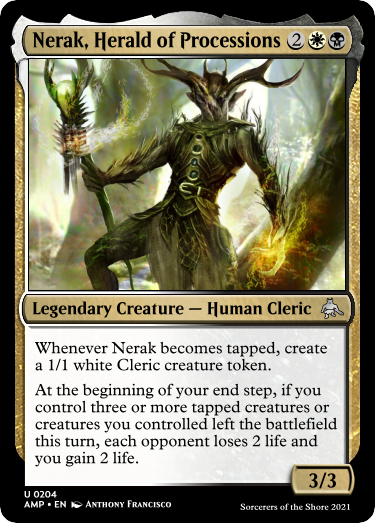 Nerak, Herald of Processions 2
Legendary Creature — Human Cleric
Whenever Nerak becomes tapped, create
a 1/1 white Cleric creature token.
At the beginning of your end step, if you
control three or more tapped creatures or
creatures you controlled left the battlefield
this turn, each opponent loses 2 life and
you gain 2 life.
3/3
U 0204
AMP • EN Anthony Francisco
Sorcerers of the Shore 2021